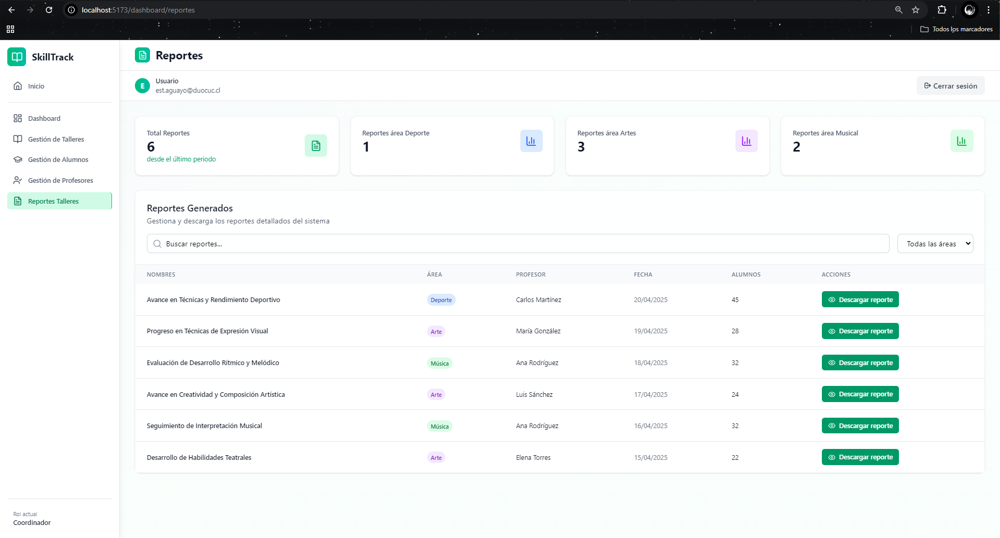 localhost:5173/dashboard/reportes
Todos los marcadores
SkillTrack
Inicio
Dashboard
Gestión de Talleres
Gestión de Alumnos
Gestión de Profesores
Reportes Talleres
Rol actual
Coordinador
Reportes
E
Usuario
est.aguayo@duocuc.cl
Cerrar sesión
Total Reportes
6
desde el último periodo
Reportes área Deporte
1
Reportes área Artes
3
Reportes área Musical
2
Reportes Generados
Gestiona y descarga los reportes detallados del sistema
Buscar reportes...
Todas las áreas
NOMBRES ÁREA PROFESOR FECHA ALUMNOS ACCIONES
Avance en Técnicas y Rendimiento Deportivo Deporte Carlos Martínez 20/04/2025 45 Descargar reporte
Progreso en Técnicas de Expresión Visual Arte María González 19/04/2025 28 Descargar reporte
Evaluación de Desarrollo Rítmico y Melódico Música Ana Rodríguez 18/04/2025 32 Descargar reporte
Avance en Creatividad y Composición Artística Arte Luis Sánchez 17/04/2025 24 Descargar reporte
Seguimiento de Interpretación Musical Música Ana Rodríguez 16/04/2025 32 Descargar reporte
Desarrollo de Habilidades Teatrales Arte Elena Torres 15/04/2025 22 Descargar reporte